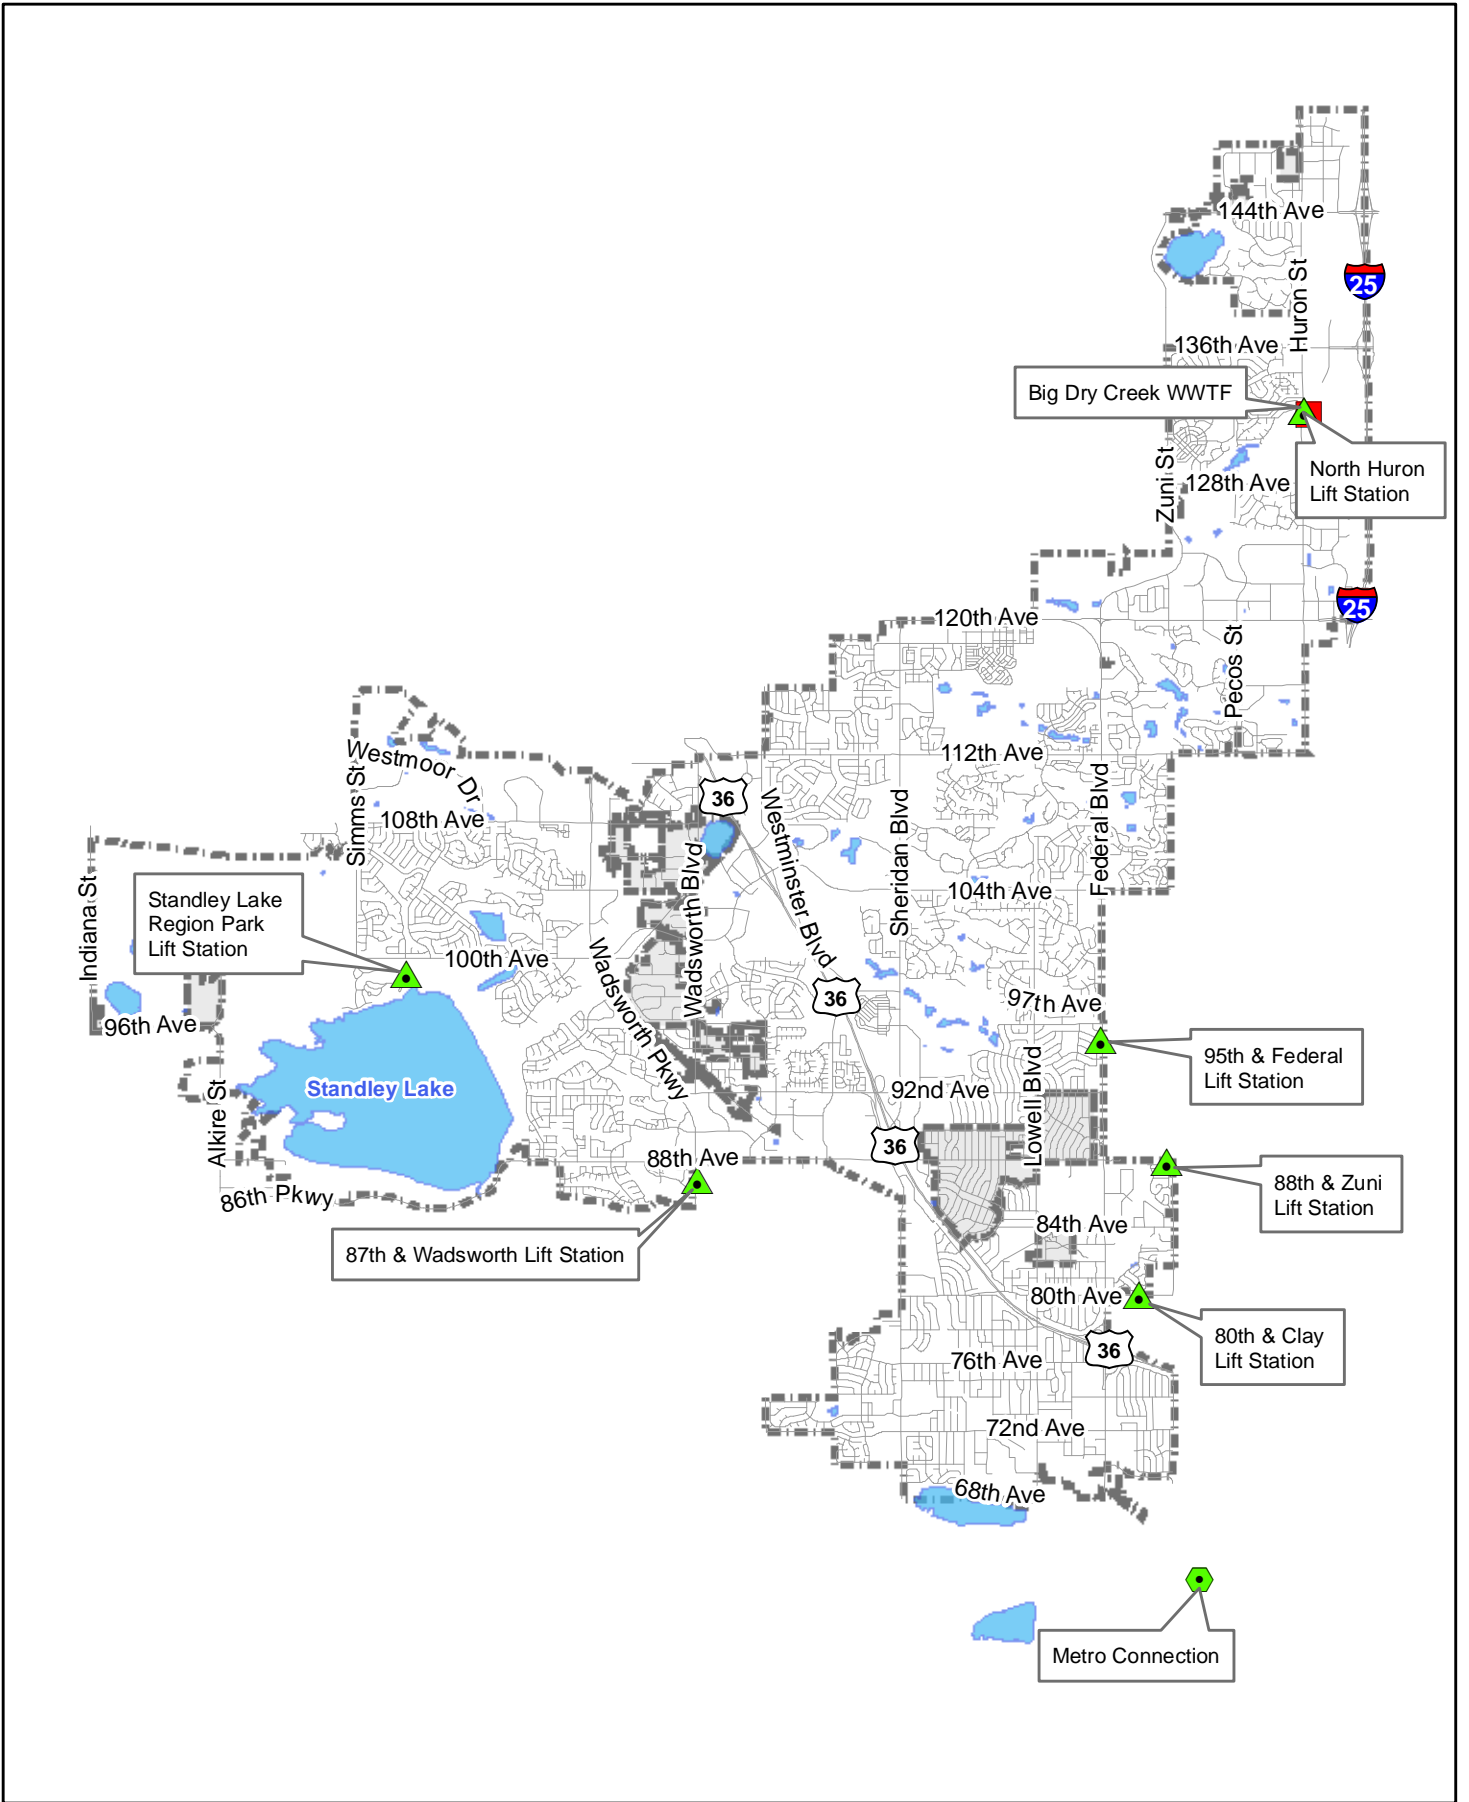 144th Ave
Huron St
25
136th Ave
Big Dry Creek WWTF
North Huron
Lift Station
Zuni St
128th Ave
25
120th Ave
Pecos St
112th Ave
Westmoor Dr
Simms St
108th Ave
36
Westminster Blvd
Sheridan Blvd
Federal Blvd
Wadsworth Blvd
104th Ave
Indiana St
Standley Lake
Region Park
Lift Station
100th Ave
Wadsworth Pkwy
36
97th Ave
96th Ave
95th & Federal
Lift Station
Standley Lake
Alkire St
92nd Ave
Lowell Blvd
36
88th Ave
86th Pkwy
88th & Zuni
Lift Station
84th Ave
87th & Wadsworth Lift Station
80th Ave
80th & Clay
Lift Station
36
76th Ave
72nd Ave
68th Ave
Metro Connection